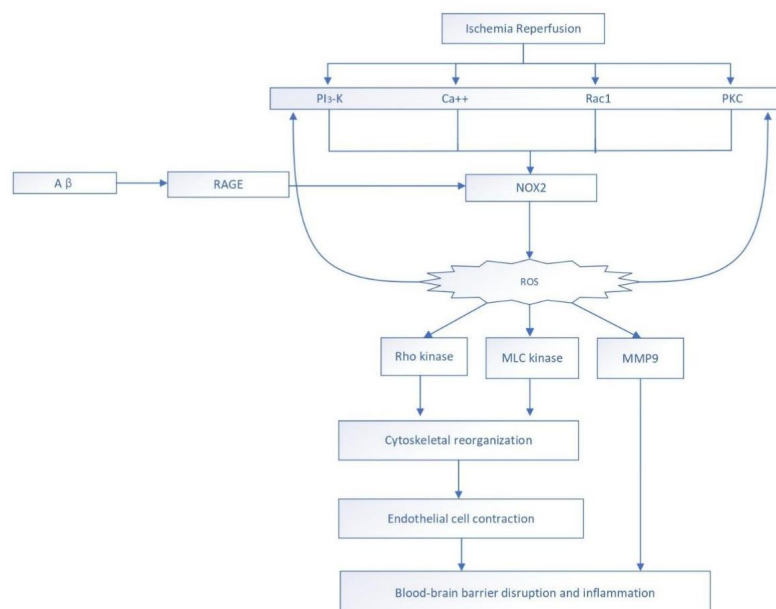 Ischemia Reperfusion
PI3-K Ca++ Rac1 PKC
A β RAGE NOX2
ROS
Rho kinase MLC kinase MMP9
Cytoskeletal reorganization
Endothelial cell contraction
Blood-brain barrier disruption and inflammation